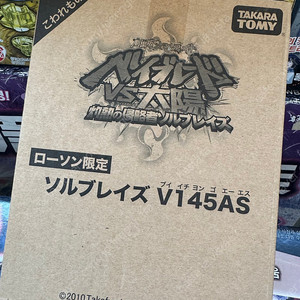 こわれもの
TAKARA
TOMY
ベイブレード
VS太陽
灼熱の侵略者ソルブレイズ
ローソン限定
ブイ イチ ヨン ゴ エー エス
ソルブレイズ V145AS
©2010 Takaf